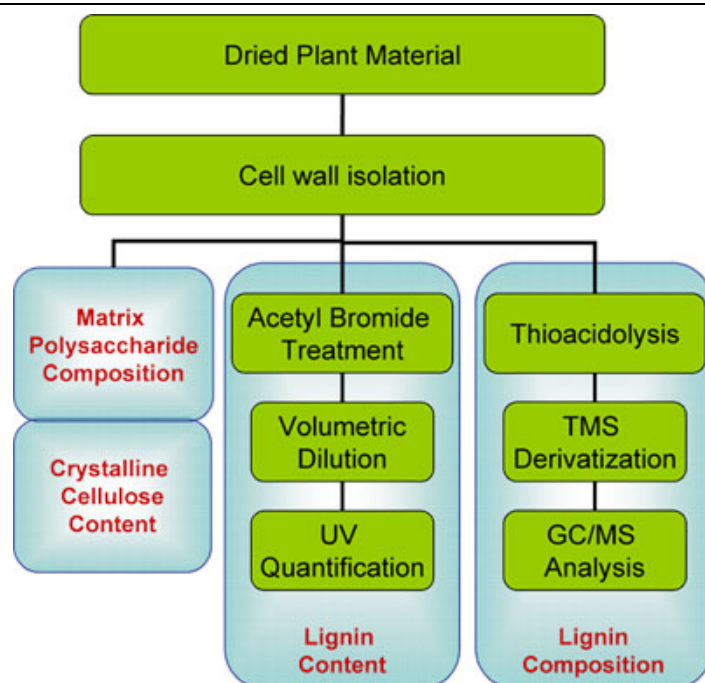 Dried Plant Material
Cell wall isolation
Matrix
Polysaccharide
Composition
Crystalline
Cellulose
Content
Acetyl Bromide
Treatment
Volumetric
Dilution
UV
Quantification
Lignin
Content
Thioacidolysis
TMS
Derivatization
GC/MS
Analysis
Lignin
Composition